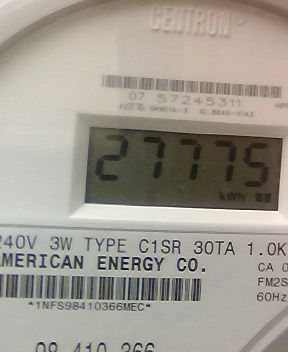 CENTRON
07 57245311
27775
kWh
240V 3W TYPE C1SR 30TA 1.0K
AMERICAN ENERGY CO.
CA
FM2S
60Hz
*1NFS98410366MEC*
98 410 366